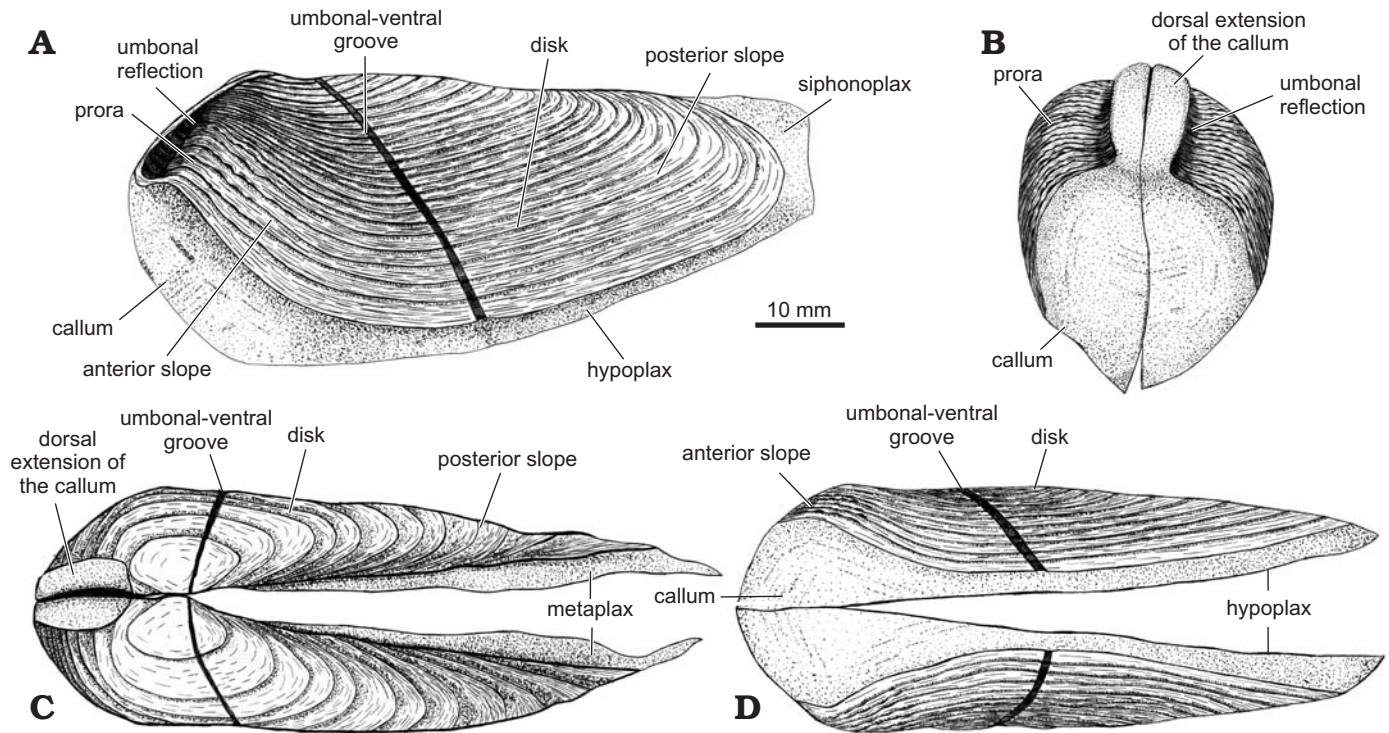 A
umbonal
reflection
prora
umbonal-ventral
groove
disk
posterior slope
siphonoplax
callum
anterior slope
hypoplax
10 mm
B
dorsal extension
of the callum
prora
umbonal
reflection
callum
dorsal
extension of
the callum
umbonal-ventral
groove
disk
posterior slope
metaplax
C
anterior slope
umbonal-ventral
groove
disk
callum
hypoplax
D